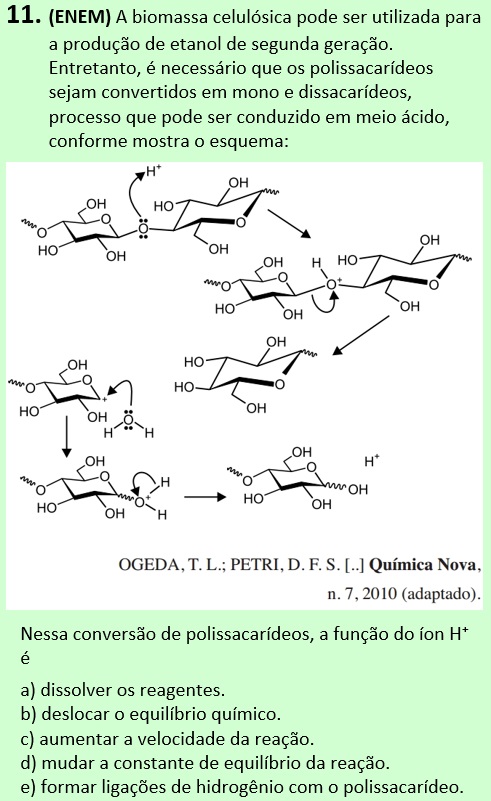 11. (ENEM) A biomassa celulósica pode ser utilizada para
a produção de etanol de segunda geração.
Entretanto, é necessário que os polissacarídeos
sejam convertidos em mono e dissacarídeos,
processo que pode ser conduzido em meio ácido,
conforme mostra o esquema:
H⁺
OH HO OH
O O O
HO OH OH
OH H HO OH
O O O⁺ O
HO OH OH
OH
HO
HO O
OH
OH
O O +
HO OH H O H
OH H
O O O⁺
HO OH H
OH H⁺
O O OH
HO OH
OGEDA, T. L.; PETRI, D. F. S. [..] Química Nova,
n. 7, 2010 (adaptado).
Nessa conversão de polissacarídeos, a função do íon H⁺
é
a) dissolver os reagentes.
b) deslocar o equilíbrio químico.
c) aumentar a velocidade da reação.
d) mudar a constante de equilíbrio da reação.
e) formar ligações de hidrogênio com o polissacarídeo.